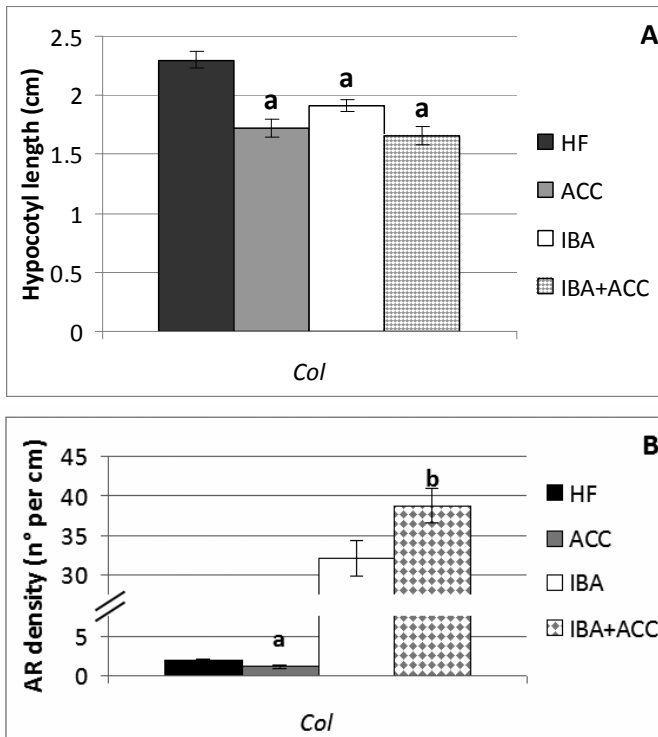 A
Hypocotyl length (cm)
2.5
2
1.5
1
0.5
0
a
a
a
Col
HF
ACC
IBA
IBA+ACC
B
AR density (n° per cm)
45
40
35
30
5
0
a
b
Col
HF
ACC
IBA
IBA+ACC